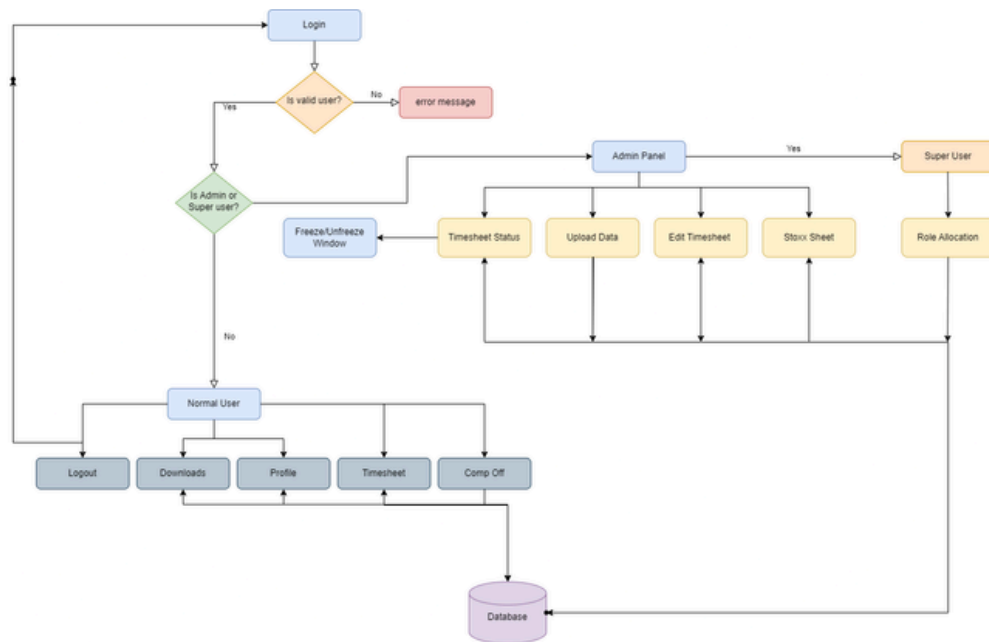 Login
Is valid user?
No
error message
Yes
Admin Panel
Yes
Super User
Is Admin or
Super user?
Freeze/Unfreeze
Window
Timesheet Status
Upload Data
Edit Timesheet
Stoxx Sheet
Role Allocation
No
Normal User
Logout
Downloads
Profile
Timesheet
Comp Off
Database